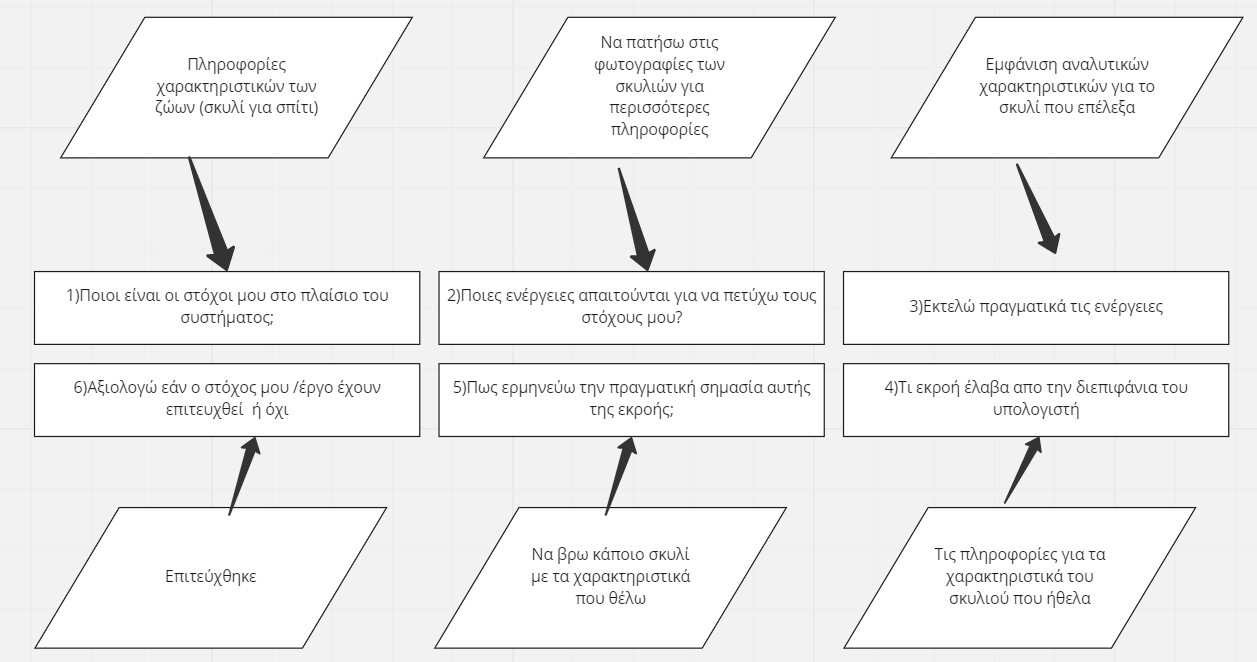 Πληροφορίες
χαρακτηριστικών των
ζώων (σκυλί για σπίτι)
Να πατήσω στις
φωτογραφίες των
σκυλιών για
περισσότερες
πληροφορίες
Εμφάνιση αναλυτικών
χαρακτηριστικών για το
σκυλί που επέλεξα
1)Ποιοι είναι οι στόχοι μου στο πλαίσιο του
συστήματος;
2)Ποιες ενέργειες απαιτούνται για να πετύχω τους
στόχους μου?
3)Εκτελώ πραγματικά τις ενέργειες
6)Αξιολογώ εάν ο στόχος μου /έργο έχουν
επιτευχθεί ή όχι
5)Πως ερμηνεύω την πραγματική σημασία αυτής
της εκροής;
4)Τι εκροή έλαβα απο την διεπιφάνια του
υπολογιστή
Επιτεύχθηκε
Να βρω κάποιο σκυλί
με τα χαρακτηριστικά
που θέλω
Τις πληροφορίες για τα
χαρακτηριστικά του
σκυλιού που ήθελα